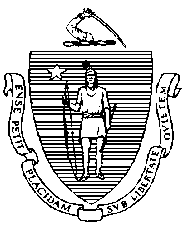 ENSE PETIT
PLACIDAM
SVB LIBERTATE
QVIETEM